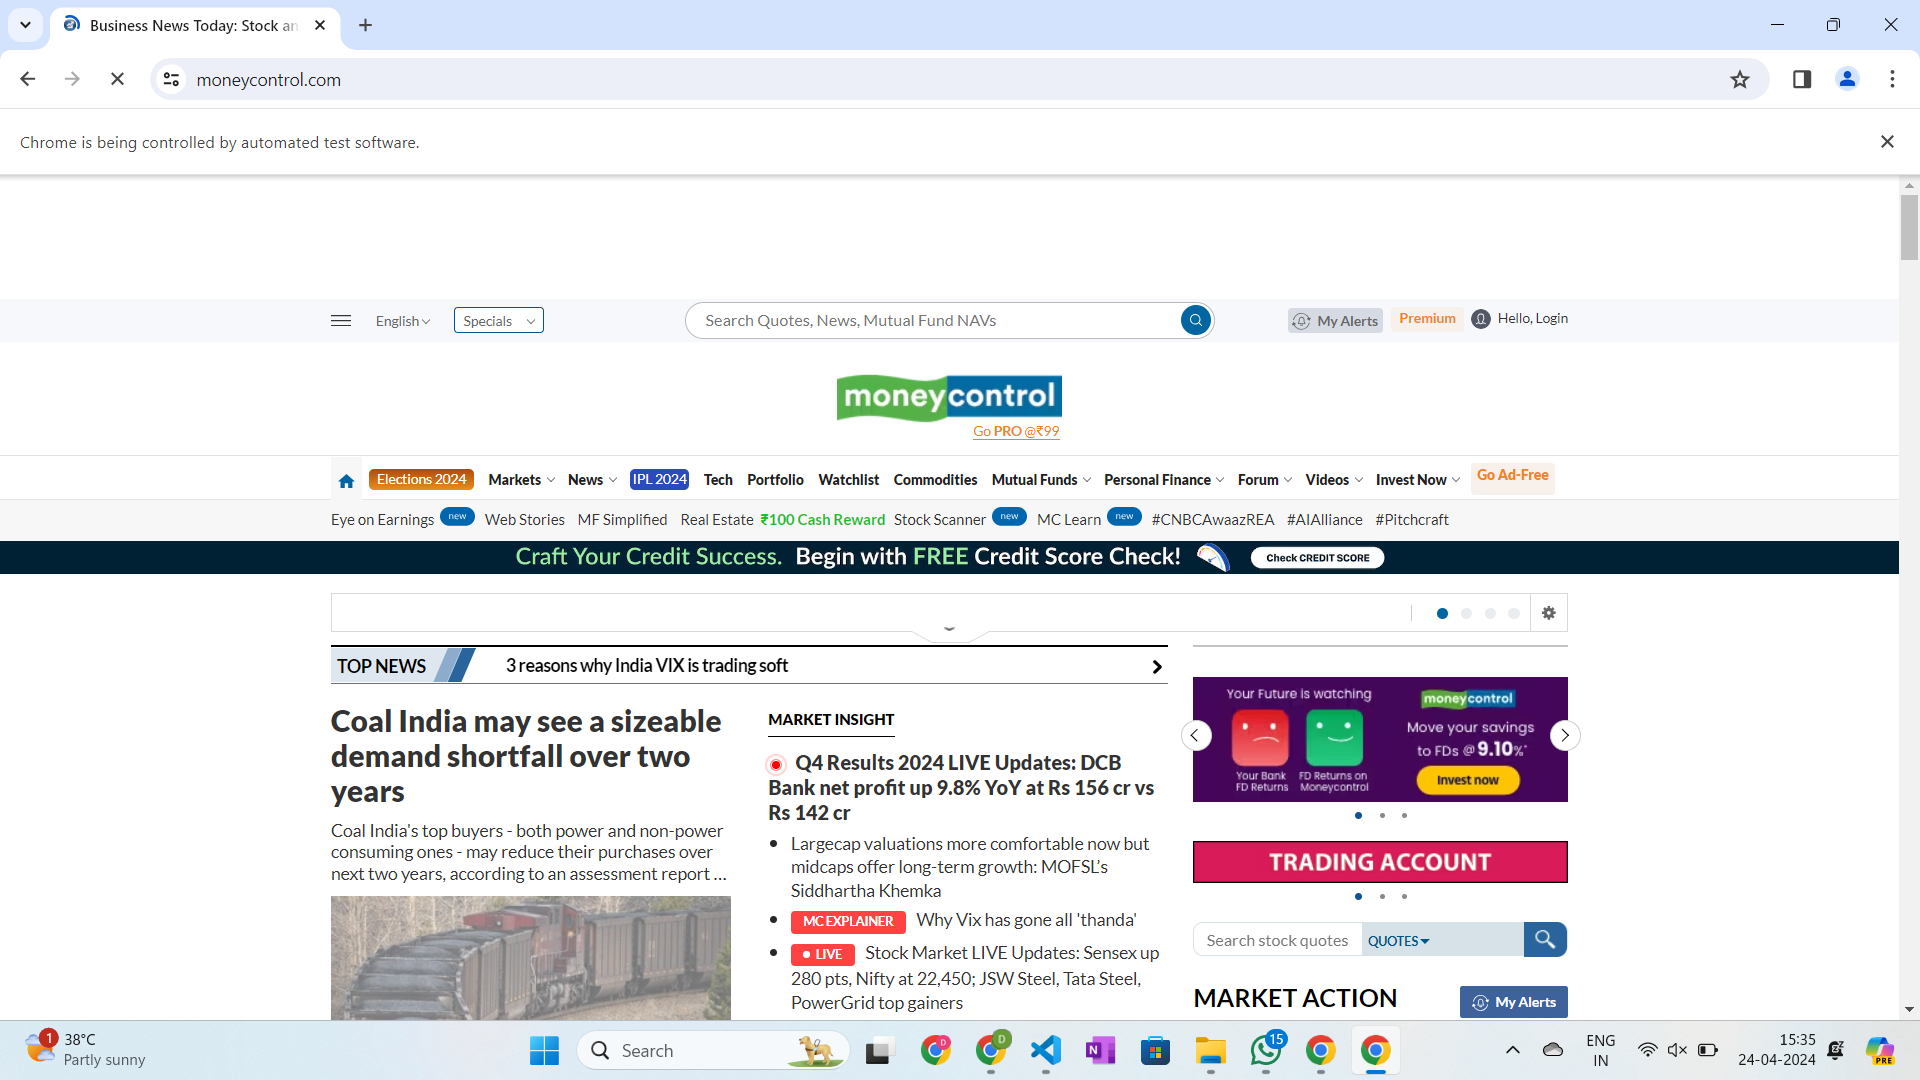 Business News Today: Stock an
moneycontrol.com
Chrome is being controlled by automated test software.
English
Specials
Search Quotes, News, Mutual Fund NAVs
My Alerts
Premium
Hello, Login
moneycontrol
Go PRO @₹99
Elections 2024 Markets News IPL 2024 Tech Portfolio Watchlist Commodities Mutual Funds Personal Finance Forum Videos Invest Now Go Ad-Free
Eye on Earnings new Web Stories MF Simplified Real Estate ₹100 Cash Reward Stock Scanner new MC Learn new #CNBCAwaazREA #AIAlliance #Pitchcraft
Craft Your Credit Success. Begin with FREE Credit Score Check! Check CREDIT SCORE
TOP NEWS
3 reasons why India VIX is trading soft
Coal India may see a sizeable
demand shortfall over two
years
Coal India's top buyers - both power and non-power
consuming ones - may reduce their purchases over
next two years, according to an assessment report ...
MARKET INSIGHT
Q4 Results 2024 LIVE Updates: DCB
Bank net profit up 9.8% YoY at Rs 156 cr vs
Rs 142 cr
Largecap valuations more comfortable now but
midcaps offer long-term growth: MOFSL's
Siddhartha Khemka
MC EXPLAINER Why Vix has gone all 'thanda'
LIVE Stock Market LIVE Updates: Sensex up
280 pts, Nifty at 22,450; JSW Steel, Tata Steel,
PowerGrid top gainers
Your Future is watching
Your Bank
FD Returns
FD Returns on
Moneycontrol
moneycontrol
Move your savings
to FDs @ 9.10%*
Invest now
TRADING ACCOUNT
Search stock quotes
QUOTES
MARKET ACTION
My Alerts
1
38°C
Partly sunny
Search
D
D
N
15
ENG
IN
15:35
24-04-2024
PRE